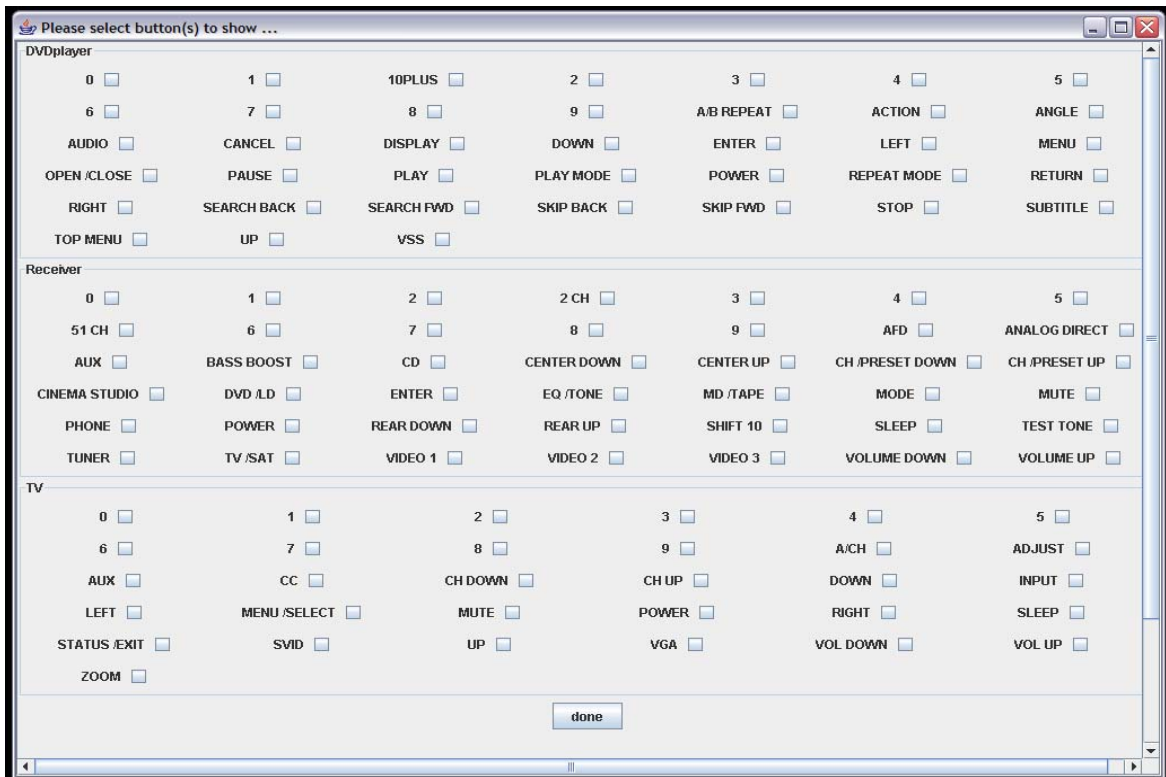 Please select button(s) to show ...
DVDplayer
0 1 10PLUS 2 3 4 5
6 7 8 9 A/B REPEAT ACTION ANGLE
AUDIO CANCEL DISPLAY DOWN ENTER LEFT MENU
OPEN /CLOSE PAUSE PLAY PLAY MODE POWER REPEAT MODE RETURN
RIGHT SEARCH BACK SEARCH FWD SKIP BACK SKIP FWD STOP SUBTITLE
TOP MENU UP VSS
Receiver
0 1 2 2 CH 3 4 5
51 CH 6 7 8 9 AFD ANALOG DIRECT
AUX BASS BOOST CD CENTER DOWN CENTER UP CH /PRESET DOWN CH /PRESET UP
CINEMA STUDIO DVD /LD ENTER EQ /TONE MD /TAPE MODE MUTE
PHONE POWER REAR DOWN REAR UP SHIFT 10 SLEEP TEST TONE
TUNER TV /SAT VIDEO 1 VIDEO 2 VIDEO 3 VOLUME DOWN VOLUME UP
TV
0 1 2 3 4 5
6 7 8 9 A/CH ADJUST
AUX CC CH DOWN CH UP DOWN INPUT
LEFT MENU /SELECT MUTE POWER RIGHT SLEEP
STATUS /EXIT SVID UP VGA VOL DOWN VOL UP
ZOOM
done